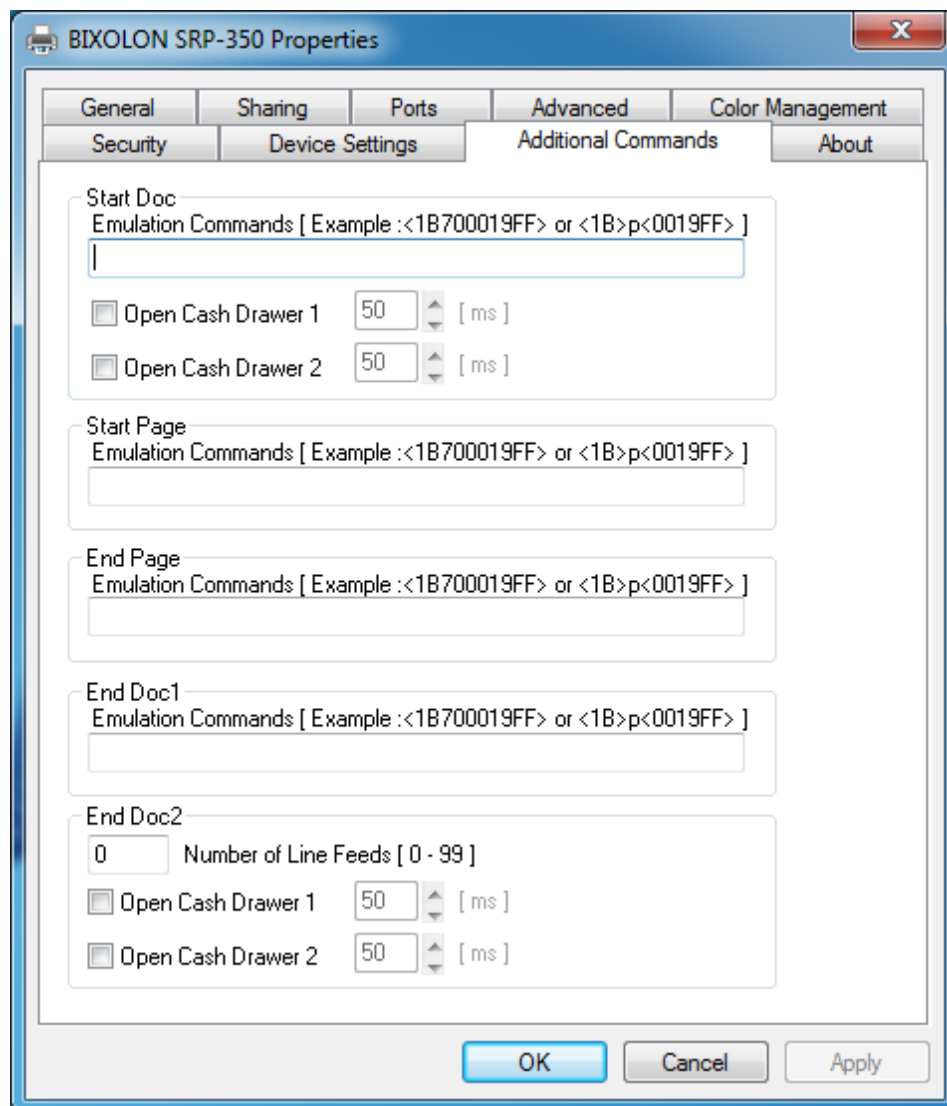 BIXOLON SRP-350 Properties
General Sharing Ports Advanced Color Management
Security Device Settings Additional Commands About
Start Doc
Emulation Commands [ Example :<1B700019FF> or <1B>p<0019FF> ]
Open Cash Drawer 1 50 [ ms ]
Open Cash Drawer 2 50 [ ms ]
Start Page
Emulation Commands [ Example :<1B700019FF> or <1B>p<0019FF> ]
End Page
Emulation Commands [ Example :<1B700019FF> or <1B>p<0019FF> ]
End Doc1
Emulation Commands [ Example :<1B700019FF> or <1B>p<0019FF> ]
End Doc2
0 Number of Line Feeds [ 0 - 99 ]
Open Cash Drawer 1 50 [ ms ]
Open Cash Drawer 2 50 [ ms ]
OK Cancel Apply